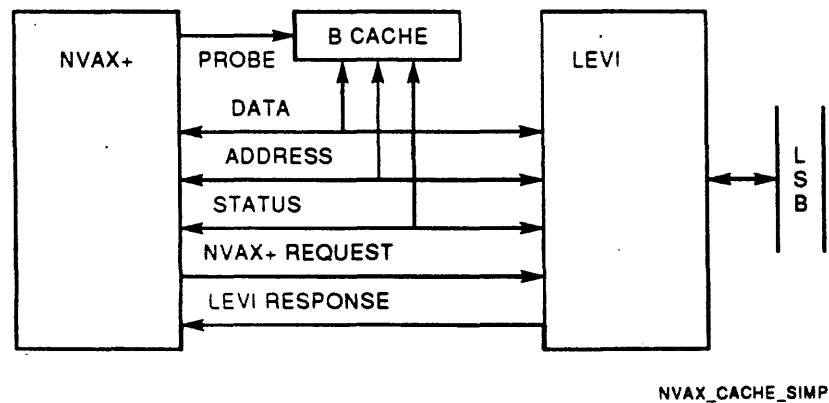 B CACHE
NVAX+
PROBE
LEVI
DATA
ADDRESS
STATUS
NVAX+ REQUEST
LEVI RESPONSE
L
S
B
NVAX_CACHE_SIMP